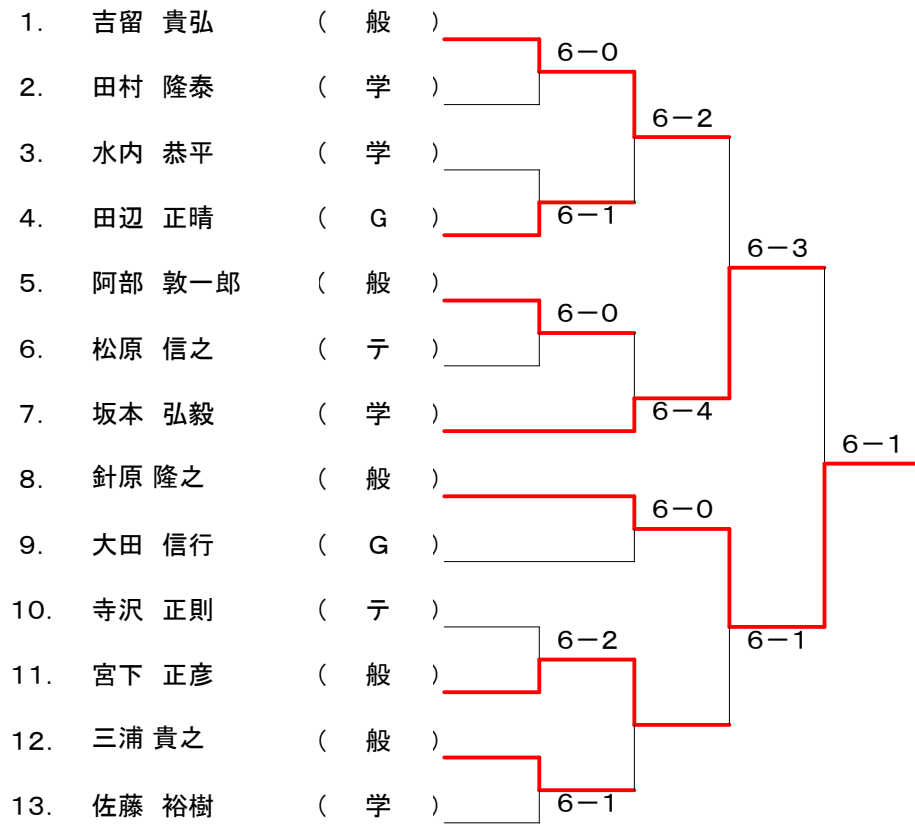 1. 吉留 貴弘 ( 般 )
6-0
2. 田村 隆泰 ( 学 )
6-2
3. 水内 恭平 ( 学 )
4. 田辺 正晴 ( G )
6-1
6-3
5. 阿部 敦一郎 ( 般 )
6-0
6. 松原 信之 ( テ )
7. 坂本 弘毅 ( 学 )
6-4
6-1
8. 針原 隆之 ( 般 )
6-0
9. 大田 信行 ( G )
10. 寺沢 正則 ( テ )
6-2
6-1
11. 宮下 正彦 ( 般 )
12. 三浦 貴之 ( 般 )
13. 佐藤 裕樹 ( 学 )
6-1